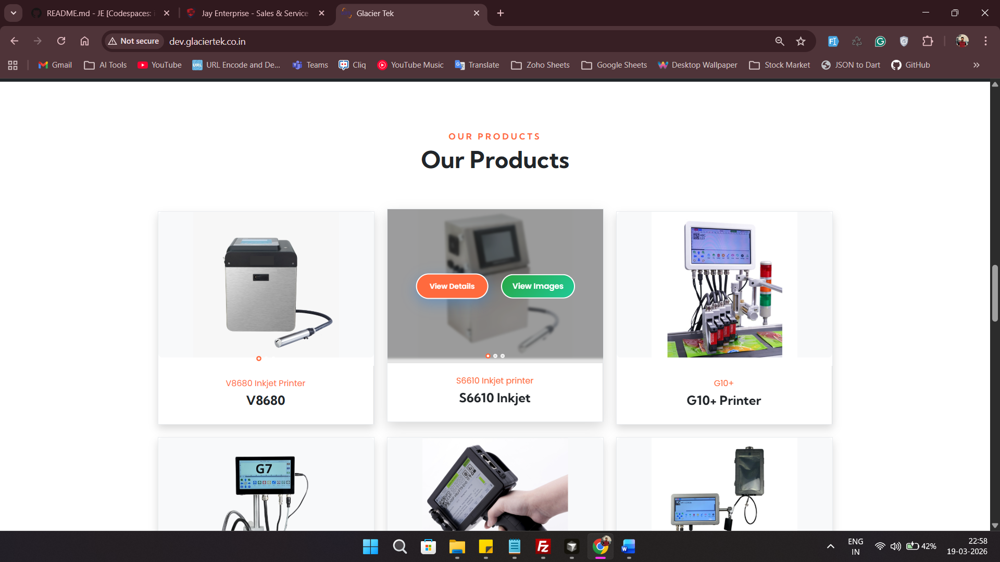 README.md - JE [Codespaces:
Jay Enterprise - Sales & Service
Glacier Tek
Not secure
dev.glaciertek.co.in
Gmail
AI Tools
YouTube
URL Encode and De...
Teams
Cliq
YouTube Music
Translate
Zoho Sheets
Google Sheets
Desktop Wallpaper
Stock Market
JSON to Dart
GitHub
OUR PRODUCTS
Our Products
View Details
View Images
V8680 Inkjet Printer
V8680
S6610 Inkjet printer
S6610 Inkjet
G10+
G10+ Printer
ABC
123
G7
ENG
IN
42%
22:58
19-03-2026